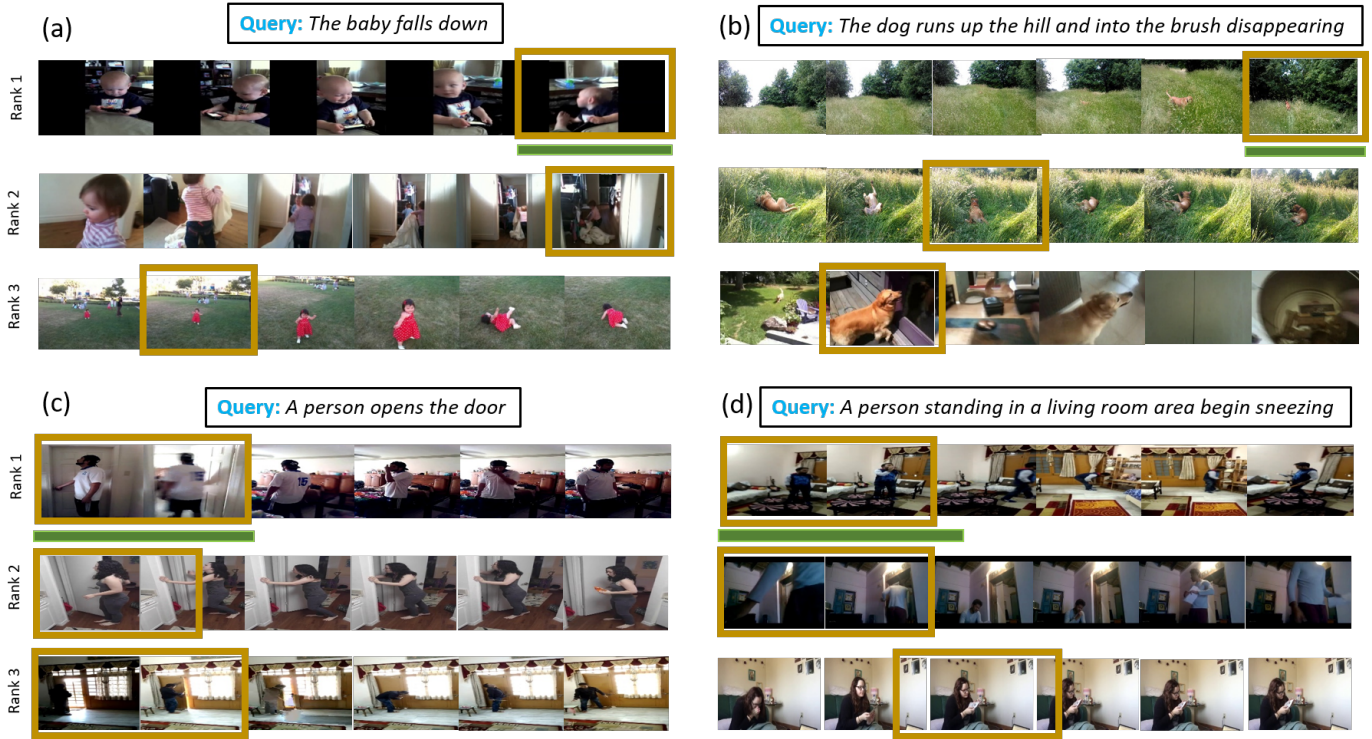 (a)
Query: The baby falls down
Rank 1
Rank 2
Rank 3
(b)
Query: The dog runs up the hill and into the brush disappearing
(c)
Query: A person opens the door
Rank 1
Rank 2
Rank 3
(d)
Query: A person standing in a living room area begin sneezing